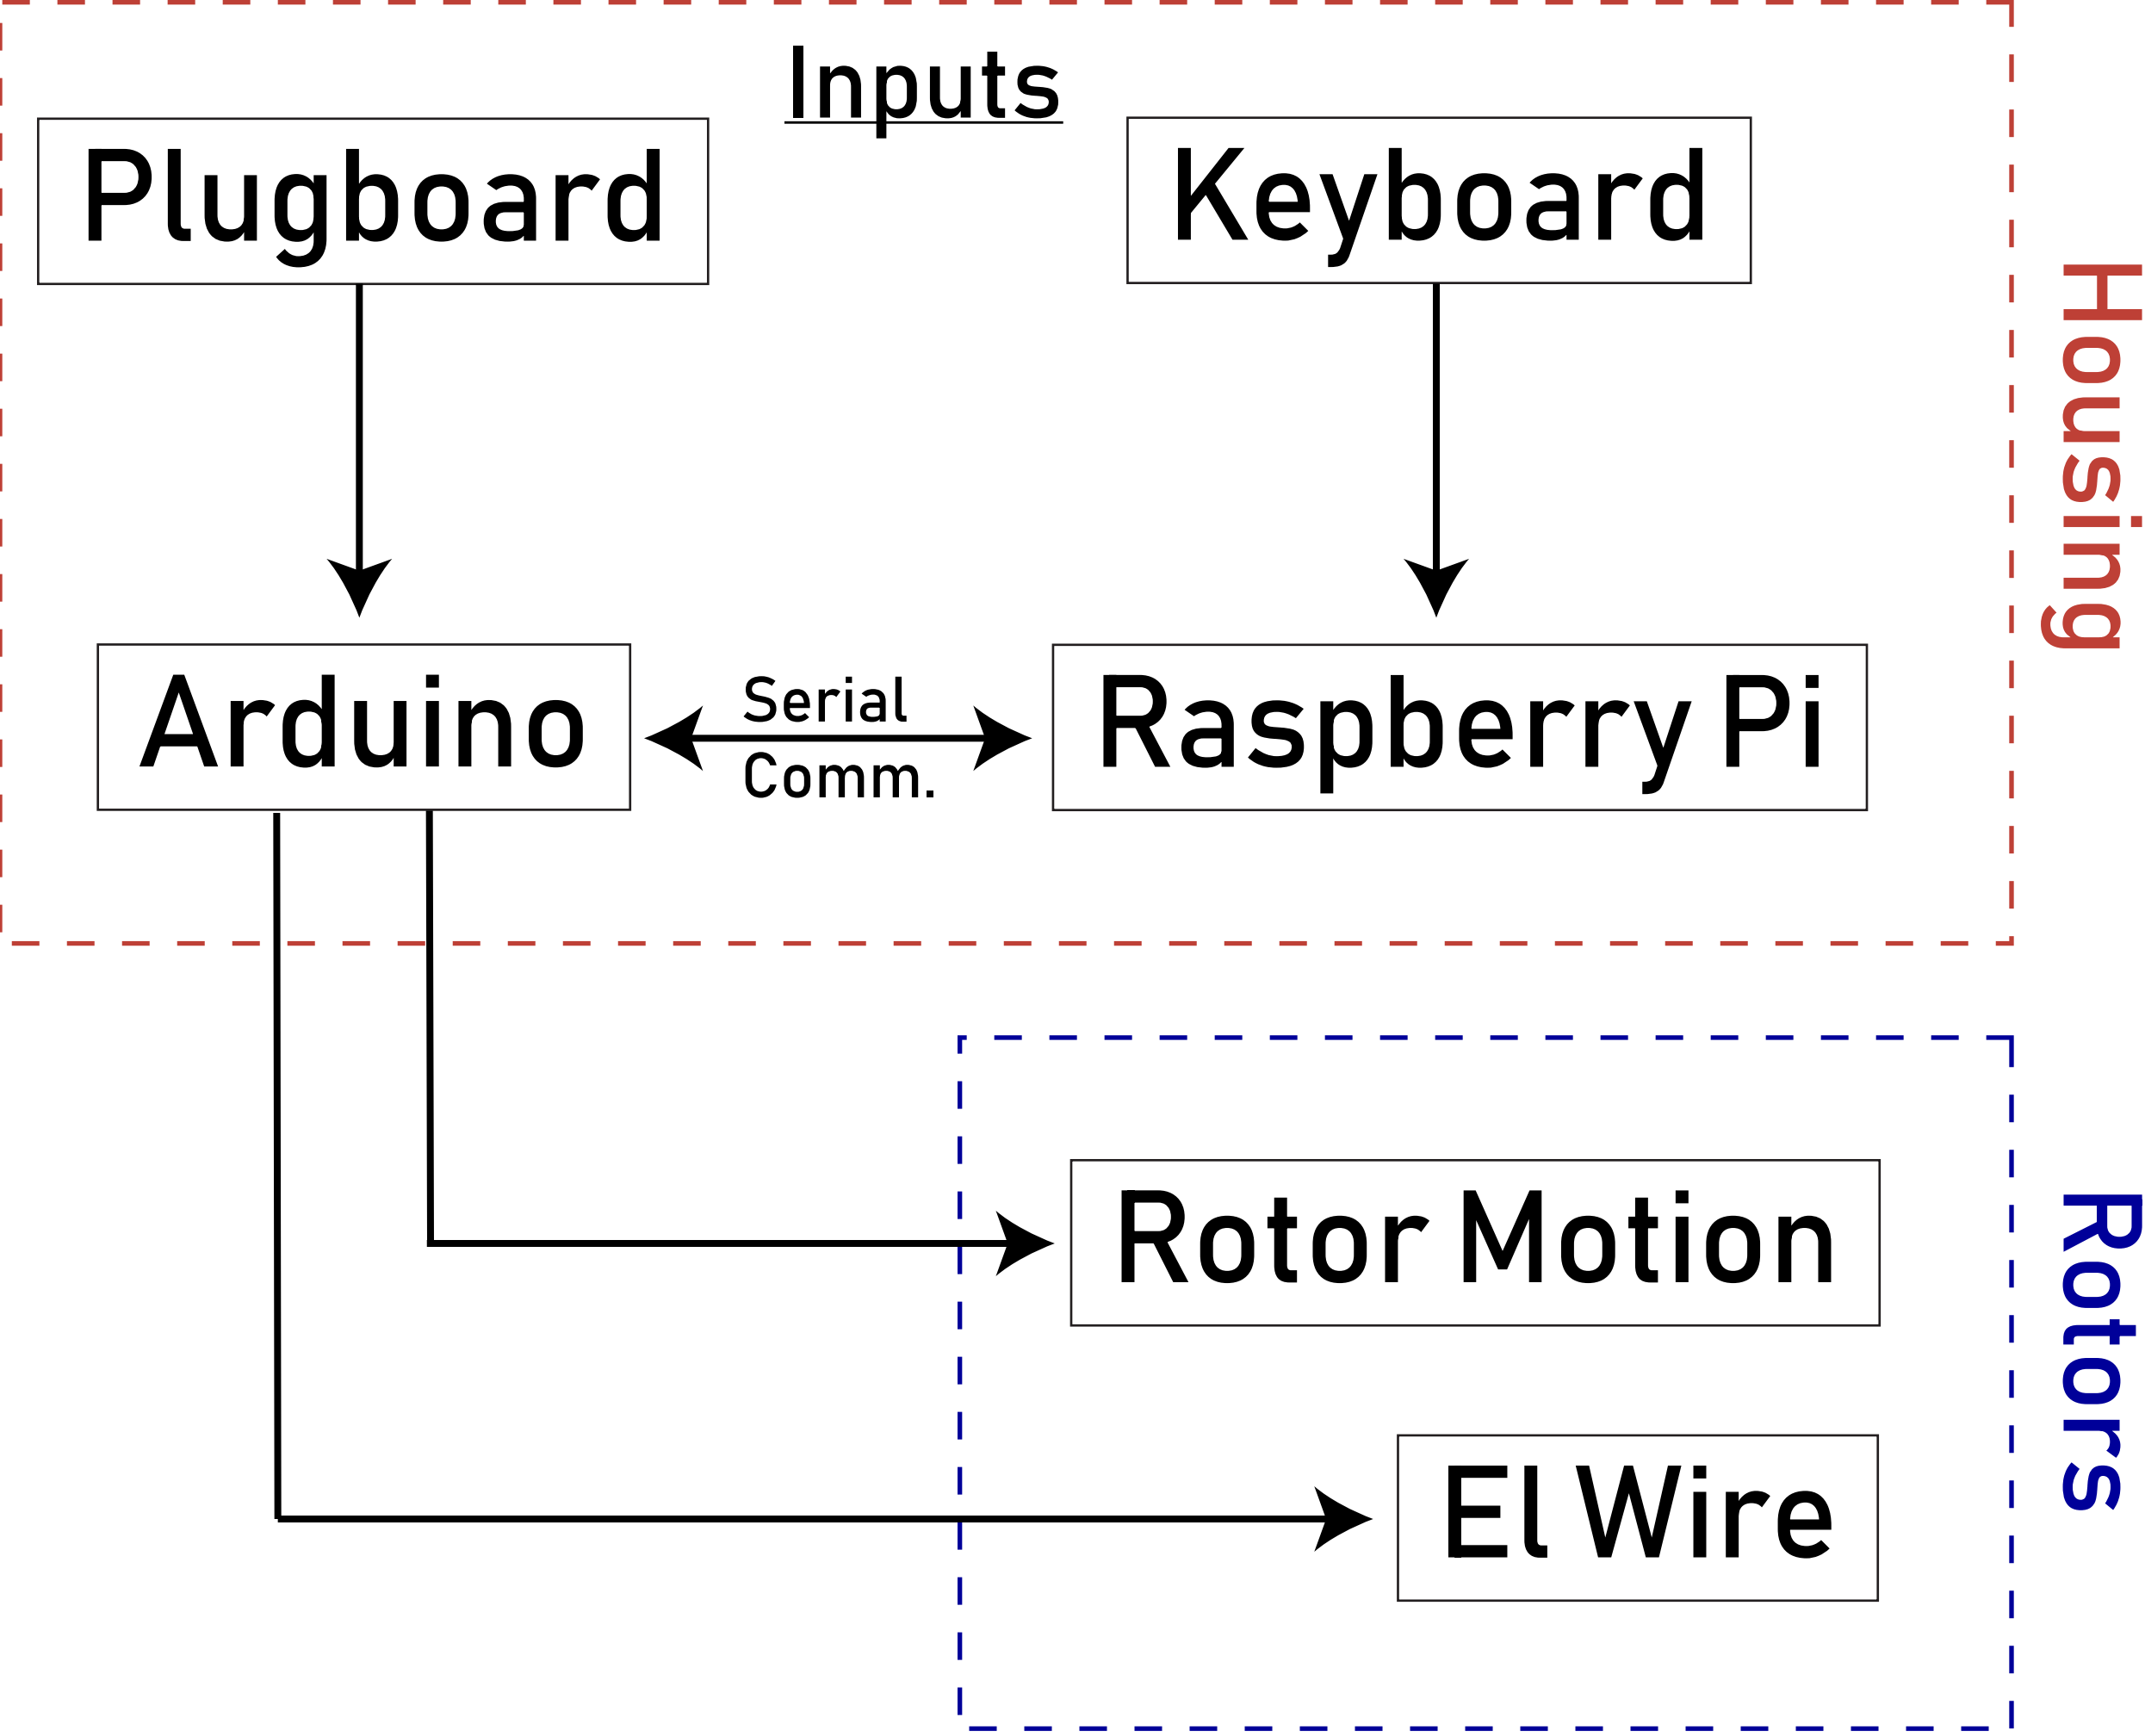 Inputs
Plugboard
Keyboard
Housing
Arduino
Serial
Comm.
Raspberry Pi
Rotor Motion
El Wire
Rotors